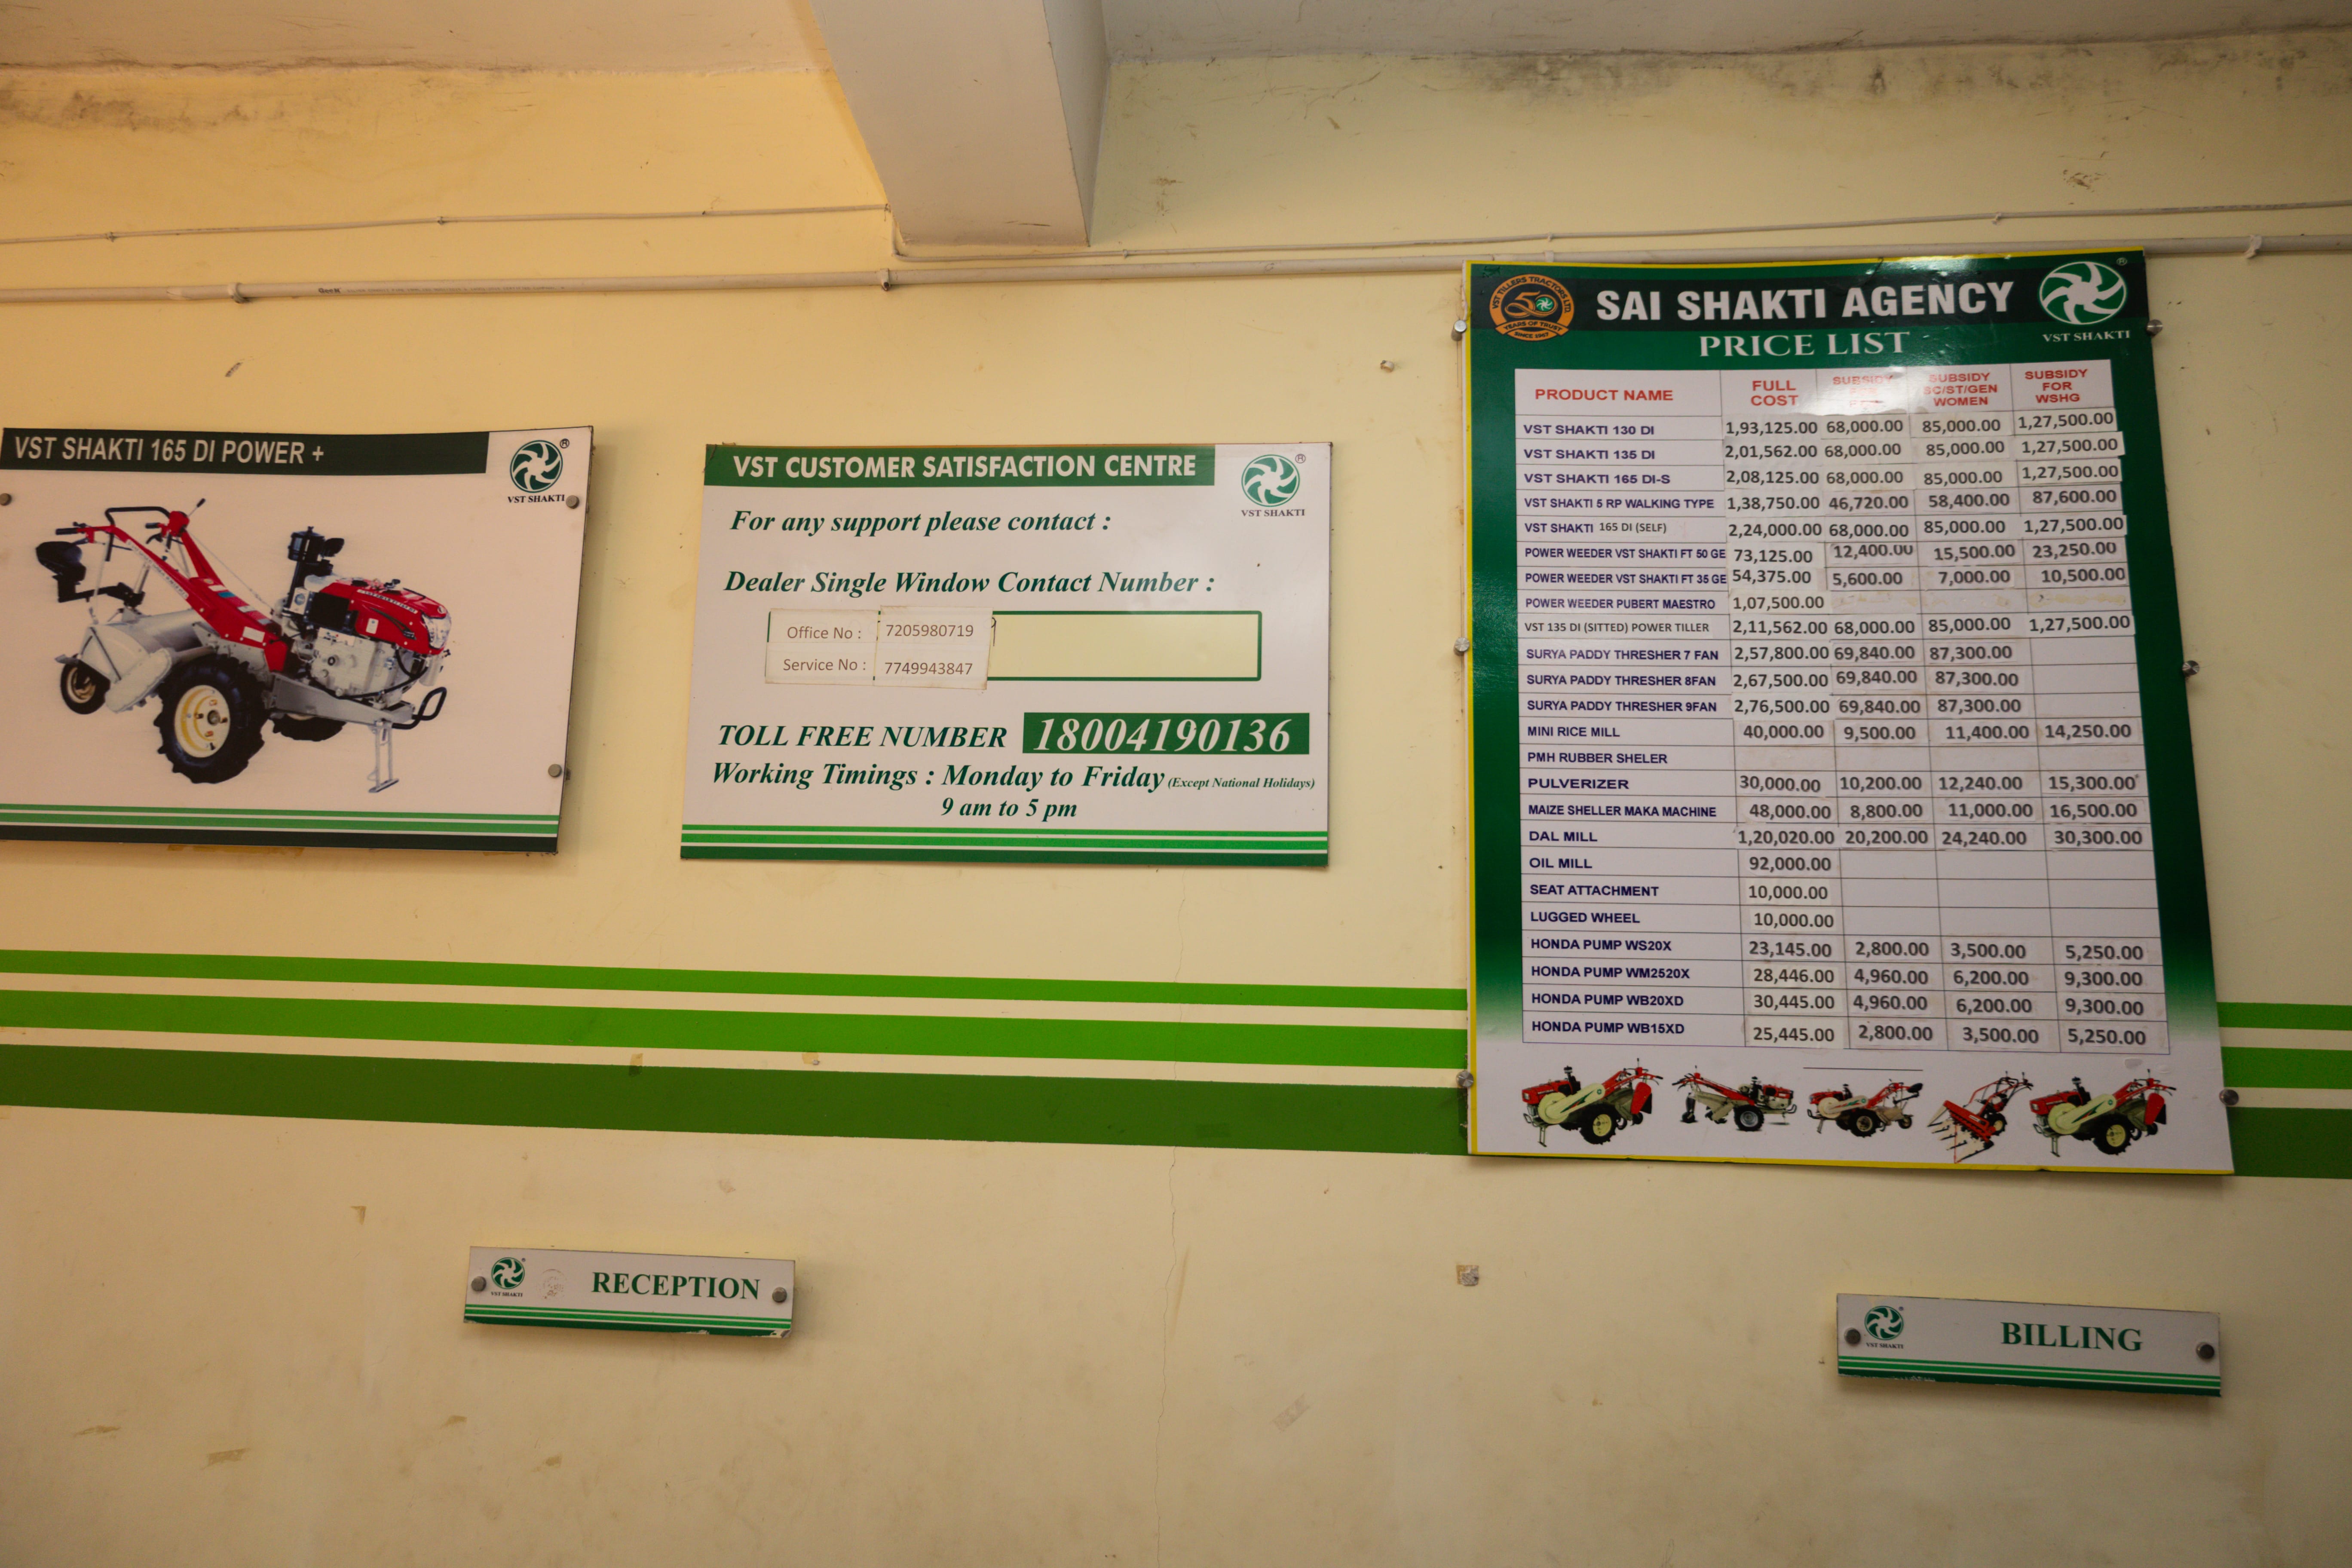 VST SHAKTI 165 DI POWER +
VST SHAKTI
VST CUSTOMER SATISFACTION CENTRE
VST SHAKTI
For any support please contact :
Dealer Single Window Contact Number :
Office No : 7205980719
Service No : 7749943847
TOLL FREE NUMBER 18004190136
Working Timings : Monday to Friday (Except National Holidays)
9 am to 5 pm
VST TILLERS TRACTORS LTD.
50
YEARS OF TRUST
SINCE 1967
SAI SHAKTI AGENCY
VST SHAKTI
PRICE LIST
PRODUCT NAME FULL COST SUBSIDY SUBSIDY SC/ST/GEN WOMEN SUBSIDY FOR WSHG
VST SHAKTI 130 DI 1,93,125.00 68,000.00 85,000.00 1,27,500.00
VST SHAKTI 135 DI 2,01,562.00 68,000.00 85,000.00 1,27,500.00
VST SHAKTI 165 DI-S 2,08,125.00 68,000.00 85,000.00 1,27,500.00
VST SHAKTI 5 RP WALKING TYPE 1,38,750.00 46,720.00 58,400.00 87,600.00
VST SHAKTI 165 DI (SELF) 2,24,000.00 68,000.00 85,000.00 1,27,500.00
POWER WEEDER VST SHAKTI FT 50 GE 73,125.00 12,400.00 15,500.00 23,250.00
POWER WEEDER VST SHAKTI FT 35 GE 54,375.00 5,600.00 7,000.00 10,500.00
POWER WEEDER PUBERT MAESTRO 1,07,500.00
VST 135 DI (SITTED) POWER TILLER 2,11,562.00 68,000.00 85,000.00 1,27,500.00
SURYA PADDY THRESHER 7 FAN 2,57,800.00 69,840.00 87,300.00
SURYA PADDY THRESHER 8FAN 2,67,500.00 69,840.00 87,300.00
SURYA PADDY THRESHER 9FAN 2,76,500.00 69,840.00 87,300.00
MINI RICE MILL 40,000.00 9,500.00 11,400.00 14,250.00
PMH RUBBER SHELER
PULVERIZER 30,000.00 10,200.00 12,240.00 15,300.00
MAIZE SHELLER MAKA MACHINE 48,000.00 8,800.00 11,000.00 16,500.00
DAL MILL 1,20,020.00 20,200.00 24,240.00 30,300.00
OIL MILL 92,000.00
SEAT ATTACHMENT 10,000.00
LUGGED WHEEL 10,000.00
HONDA PUMP WS20X 23,145.00 2,800.00 3,500.00 5,250.00
HONDA PUMP WM2520X 28,446.00 4,960.00 6,200.00 9,300.00
HONDA PUMP WB20XD 30,445.00 4,960.00 6,200.00 9,300.00
HONDA PUMP WB15XD 25,445.00 2,800.00 3,500.00 5,250.00
VST SHAKTI
RECEPTION
VST SHAKTI
BILLING